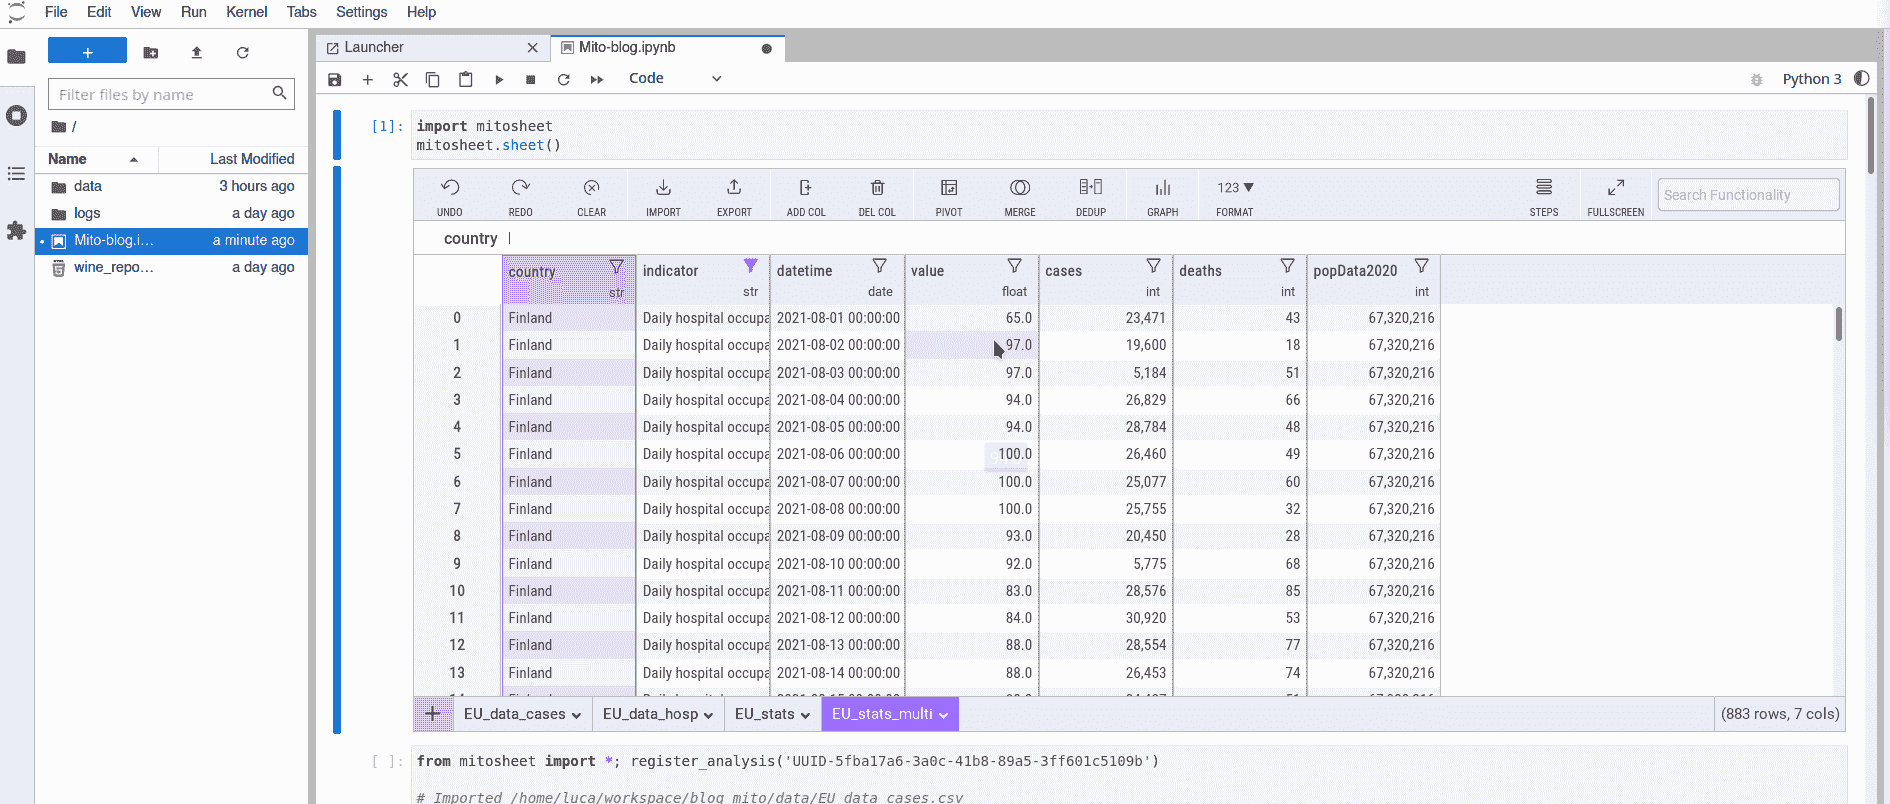 File Edit View Run Kernel Tabs Settings Help
Launcher
Mito-blog.ipynb
Code
Python 3
Filter files by name
/
Name Last Modified
data 3 hours ago
logs a day ago
Mito-blog.i... a minute ago
wine_repo... a day ago
[1]:
import mitosheet
mitosheet.sheet()
UNDO REDO CLEAR IMPORT EXPORT ADD COL DEL COL PIVOT MERGE DEDUP GRAPH 123 FORMAT STEPS FULLSCREEN Search Functionality
country
country indicator datetime value cases deaths popData2020
str str date float int int int
0 Finland Daily hospital occupa 2021-08-01 00:00:00 65.0 23,471 43 67,320,216
1 Finland Daily hospital occupa 2021-08-02 00:00:00 97.0 19,600 18 67,320,216
2 Finland Daily hospital occupa 2021-08-03 00:00:00 97.0 5,184 51 67,320,216
3 Finland Daily hospital occupa 2021-08-04 00:00:00 94.0 26,829 66 67,320,216
4 Finland Daily hospital occupa 2021-08-05 00:00:00 94.0 28,784 48 67,320,216
5 Finland Daily hospital occupa 2021-08-06 00:00:00 100.0 26,460 49 67,320,216
6 Finland Daily hospital occupa 2021-08-07 00:00:00 100.0 25,077 60 67,320,216
7 Finland Daily hospital occupa 2021-08-08 00:00:00 100.0 25,755 32 67,320,216
8 Finland Daily hospital occupa 2021-08-09 00:00:00 93.0 20,450 28 67,320,216
9 Finland Daily hospital occupa 2021-08-10 00:00:00 92.0 5,775 68 67,320,216
10 Finland Daily hospital occupa 2021-08-11 00:00:00 83.0 28,576 85 67,320,216
11 Finland Daily hospital occupa 2021-08-12 00:00:00 84.0 30,920 53 67,320,216
12 Finland Daily hospital occupa 2021-08-13 00:00:00 88.0 28,554 77 67,320,216
13 Finland Daily hospital occupa 2021-08-14 00:00:00 88.0 26,453 74 67,320,216
+ EU_data_cases EU_data_hosp EU_stats EU_stats_multi (883 rows, 7 cols)
[ ]:
from mitosheet import *; register_analysis('UUID-5fba17a6-3a0c-41b8-89a5-3ff601c5109b')
# Imported /home/luca/workspace/blog_mito/data/EU_data_cases.csv